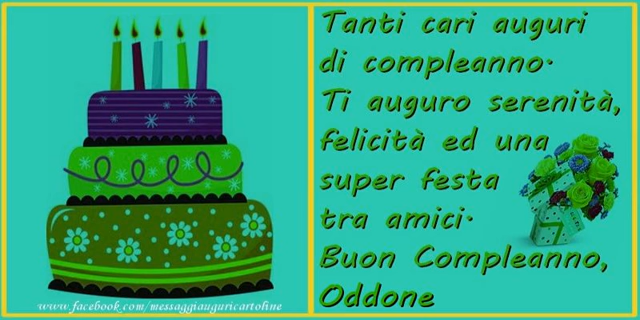 Tanti cari auguri
di compleanno.
Ti auguro serenità,
felicità ed una
super festa
tra amici.
Buon Compleanno,
Oddone
www.facebook.com/messaggiauguricartoline